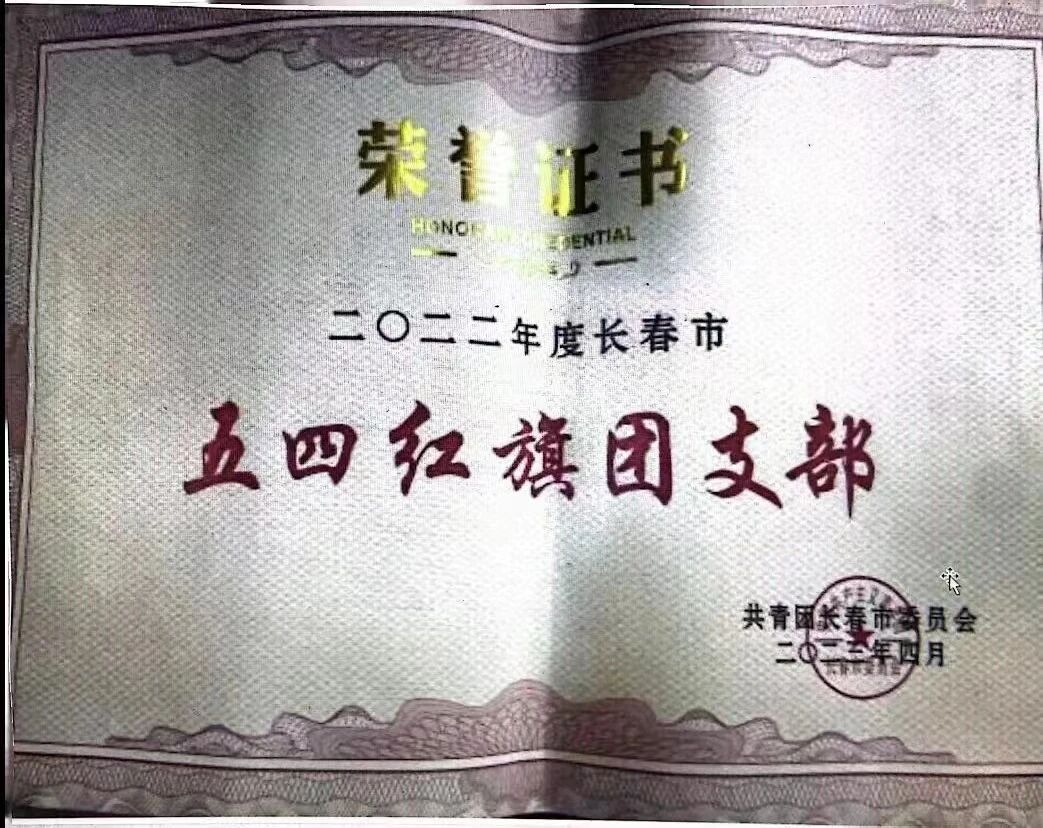 荣誉证书
二〇二二年度长春市
五四红旗团支部
共青团长春市委员会
二〇二三年四月